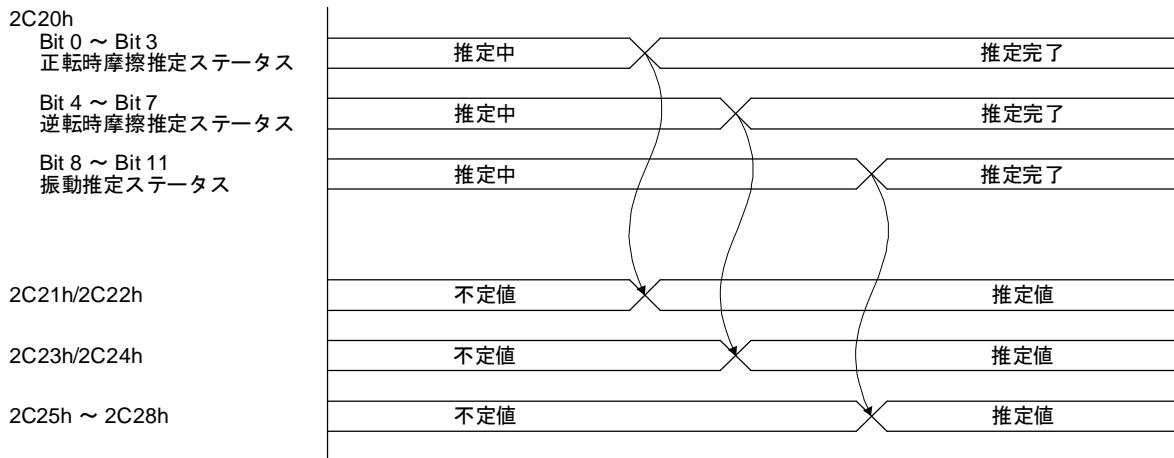 2C20h
Bit 0 ～ Bit 3
正転時摩擦推定ステータス
推定中
推定完了
Bit 4 ～ Bit 7
逆転時摩擦推定ステータス
推定中
推定完了
Bit 8 ～ Bit 11
振動推定ステータス
推定中
推定完了
2C21h/2C22h
不定値
推定値
2C23h/2C24h
不定値
推定値
2C25h ～ 2C28h
不定値
推定値